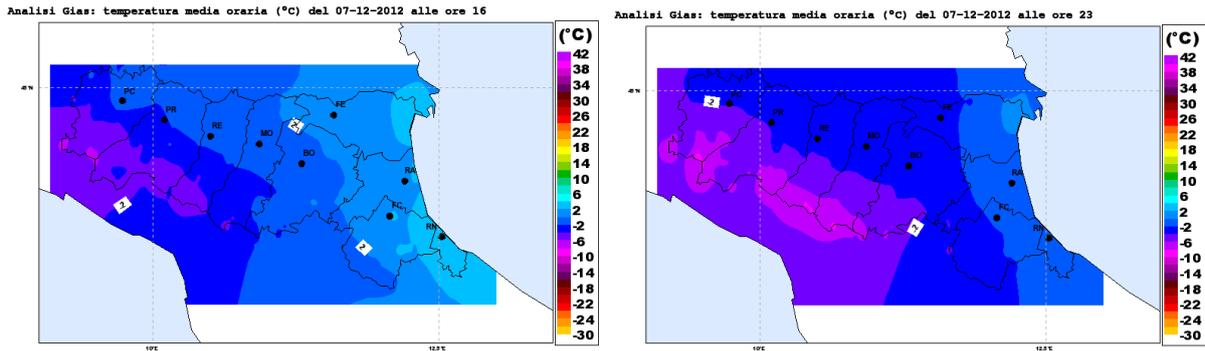 Analisi Gias: temperatura media oraria (°C) del 07-12-2012 alle ore 16
(°C)
42
38
34
30
26
22
18
14
10
6
2
-2
-6
-10
-14
-18
-22
-24
-30
45°N
PC
PR
RE
MO
FE
BO
RA
FC
RN
2
2
2
10°E
12.5°E
Analisi Gias: temperatura media oraria (°C) del 07-12-2012 alle ore 23
(°C)
42
38
34
30
26
22
18
14
10
6
2
-2
-6
-10
-14
-18
-22
-24
-30
45°N
PC
PR
RE
MO
FE
BO
RA
FC
RN
2
2
10°E
12.5°E